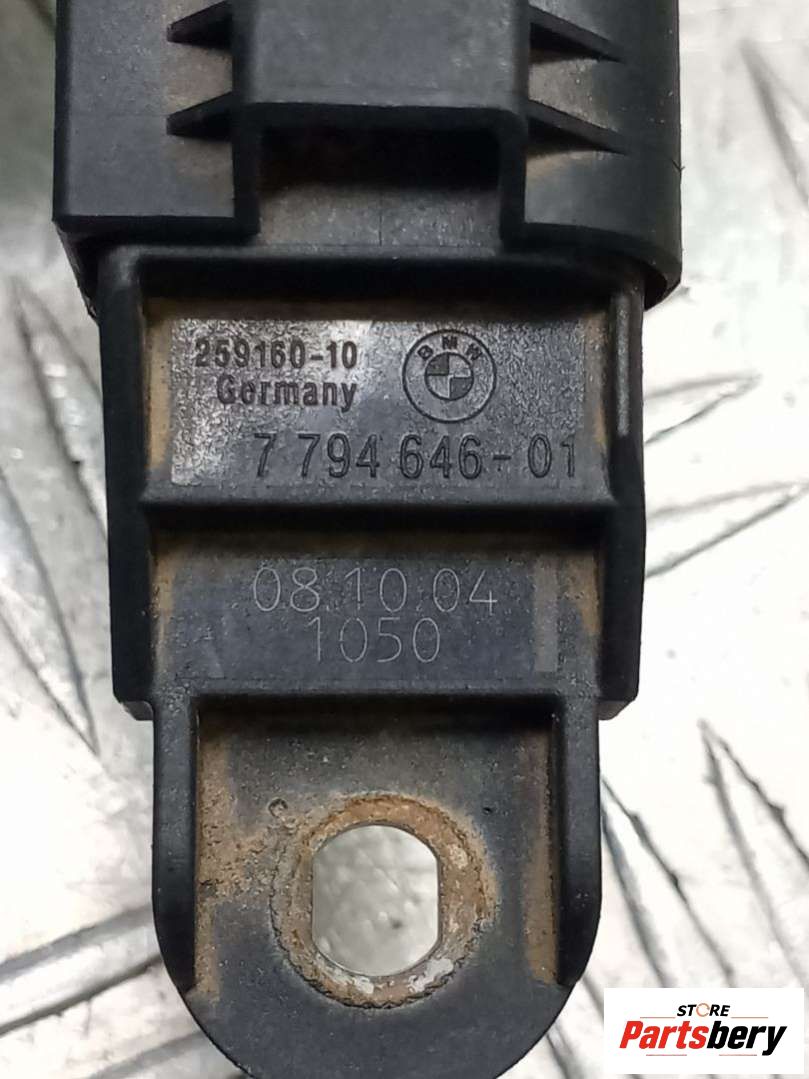 259160-10
Germany
BMW
7 794 646-01
08.10.04
1050
STORE
Partsbery